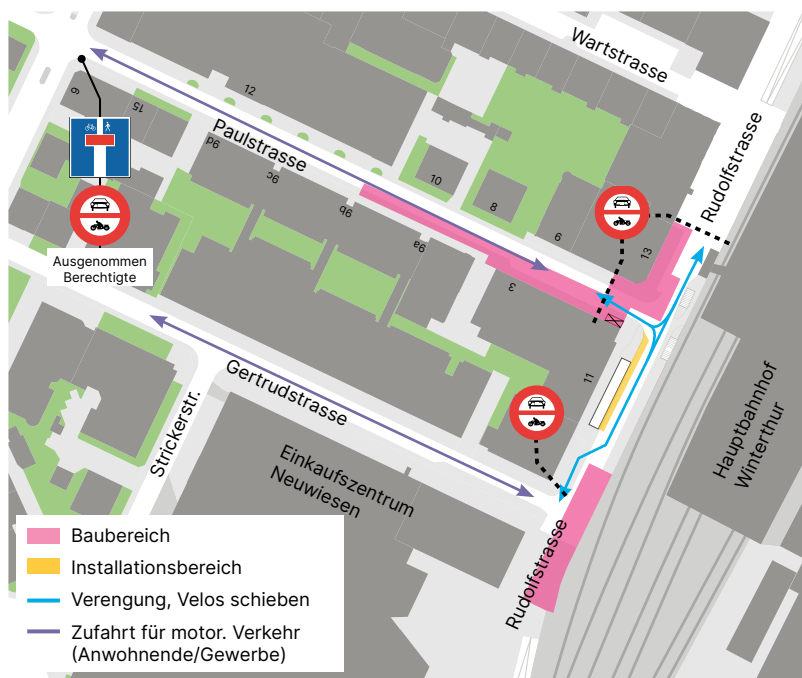 Wartstrasse
Rudolfstrasse
12
6
15
Paulstrasse
9d
9c
9b
9a
10
8
6
13
3
11
Ausgenommen
Berechtigte
Gertrudstrasse
Strickerstr.
Einkaufszentrum
Neuwiesen
Hauptbahnhof
Winterthur
Rudolfstrasse
Baubereich
Installationsbereich
Verengung, Velos schieben
Zufahrt für motor. Verkehr
(Anwohnende/Gewerbe)